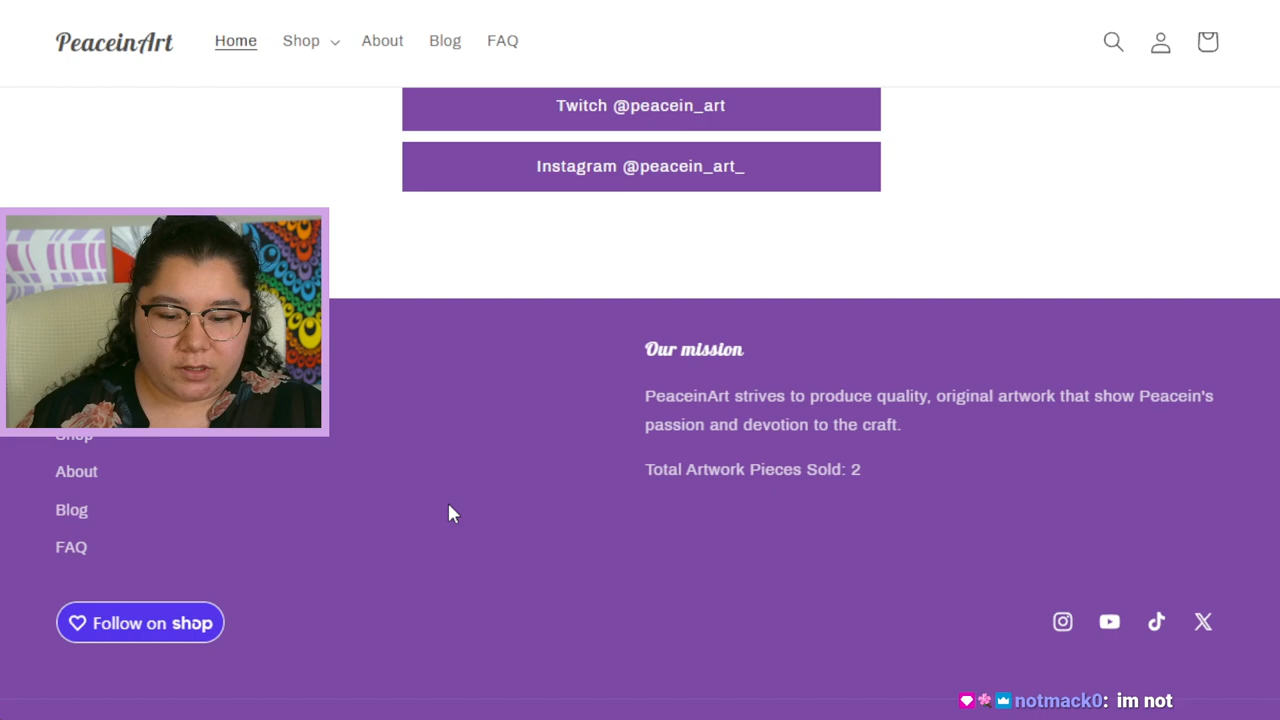 PeaceinArt
Home
Shop
About
Blog
FAQ
Twitch @peacein_art
Instagram @peacein_art_
Our mission
PeaceinArt strives to produce quality, original artwork that show Peacein's
passion and devotion to the craft.
Total Artwork Pieces Sold: 2
Shop
About
Blog
FAQ
Follow on shop
notmack0: im not